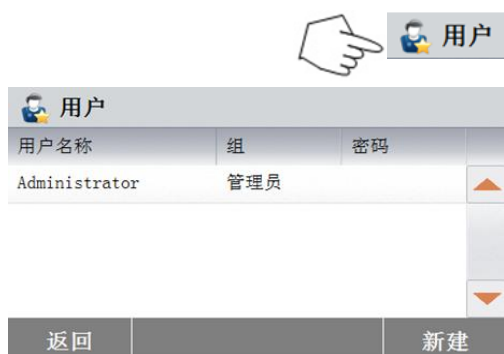 用户
用户
用户名称 组 密码
Administrator 管理员
返回 新建